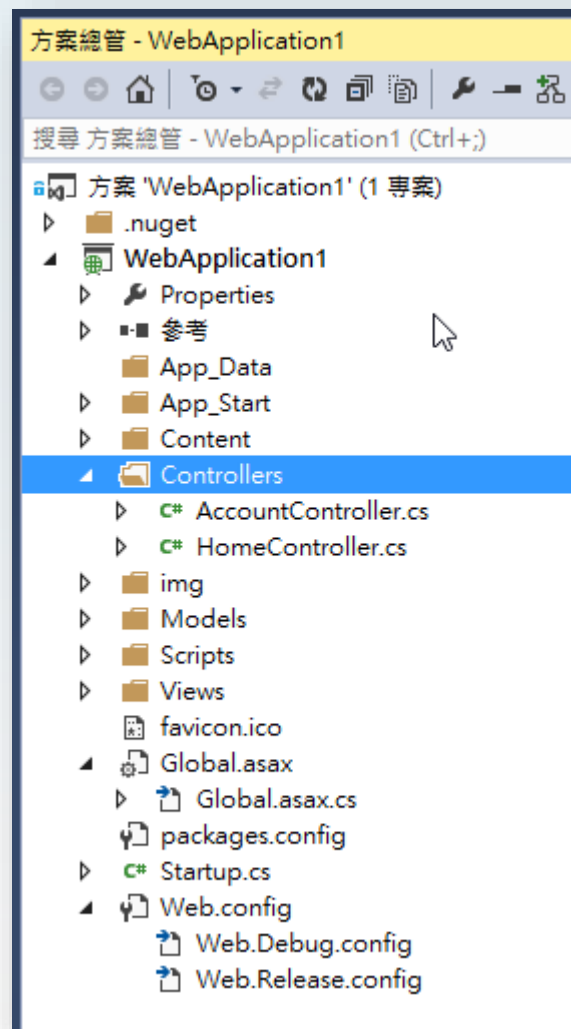 方案總管 - WebApplication1
搜尋 方案總管 - WebApplication1 (Ctrl+;)
方案 'WebApplication1' (1 專案)
.nuget
WebApplication1
Properties
參考
App_Data
App_Start
Content
Controllers
C# AccountController.cs
C# HomeController.cs
img
Models
Scripts
Views
favicon.ico
Global.asax
Global.asax.cs
packages.config
C# Startup.cs
Web.config
Web.Debug.config
Web.Release.config